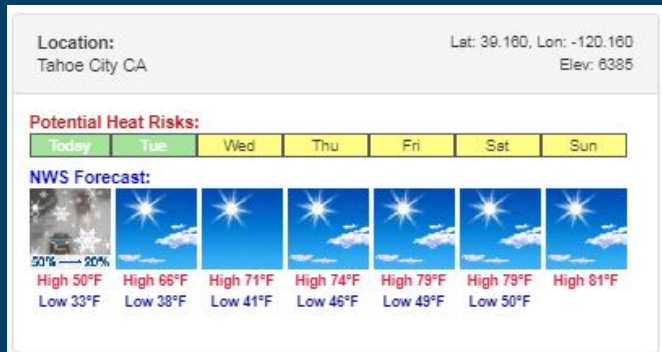 Location:
Tahoe City CA
Lat: 39.160, Lon: -120.160
Elev: 6385
Potential Heat Risks:
Today Tue Wed Thu Fri Sat Sun
NWS Forecast:
50% 20%
High 50°F High 66°F High 71°F High 74°F High 79°F High 79°F High 81°F
Low 33°F Low 38°F Low 41°F Low 46°F Low 49°F Low 50°F